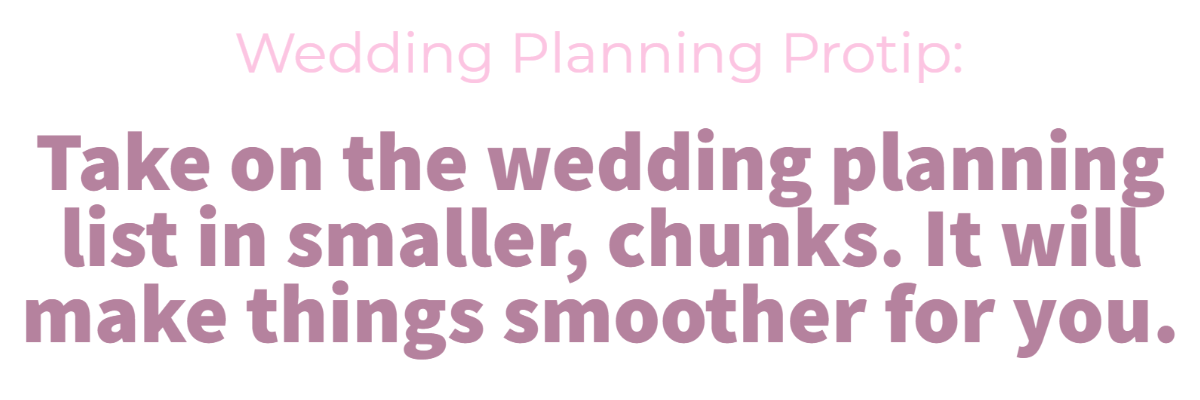 Wedding Planning Protip:
Take on the wedding planning
list in smaller, chunks. It will
make things smoother for you.